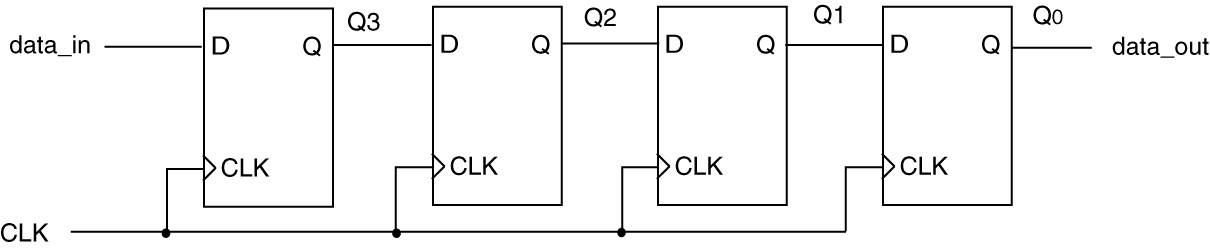 Q3 Q2 Q1 Q0
data_in D Q D Q D Q D Q data_out
CLK CLK CLK CLK
CLK